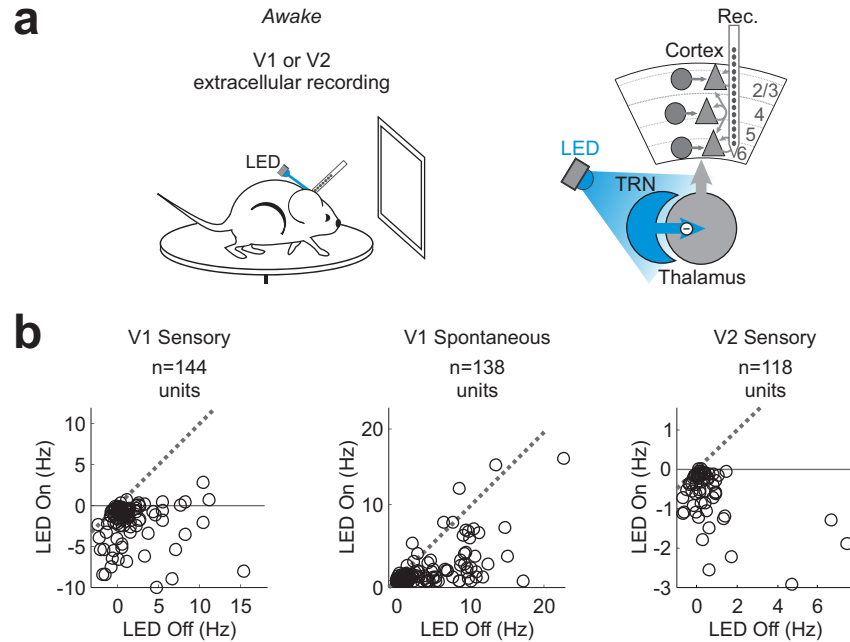 a
Awake
V1 or V2
extracellular recording
LED
Rec.
Cortex
2/3
4
5
6
LED
TRN
−
Thalamus
b
V1 Sensory
n=144
units
10
5
0
-5
-10
LED On (Hz)
0
5
10
15
LED Off (Hz)
V1 Spontaneous
n=138
units
20
10
0
LED On (Hz)
0
10
20
LED Off (Hz)
V2 Sensory
n=118
units
1
0
-1
-2
-3
LED On (Hz)
0
2
4
6
LED Off (Hz)